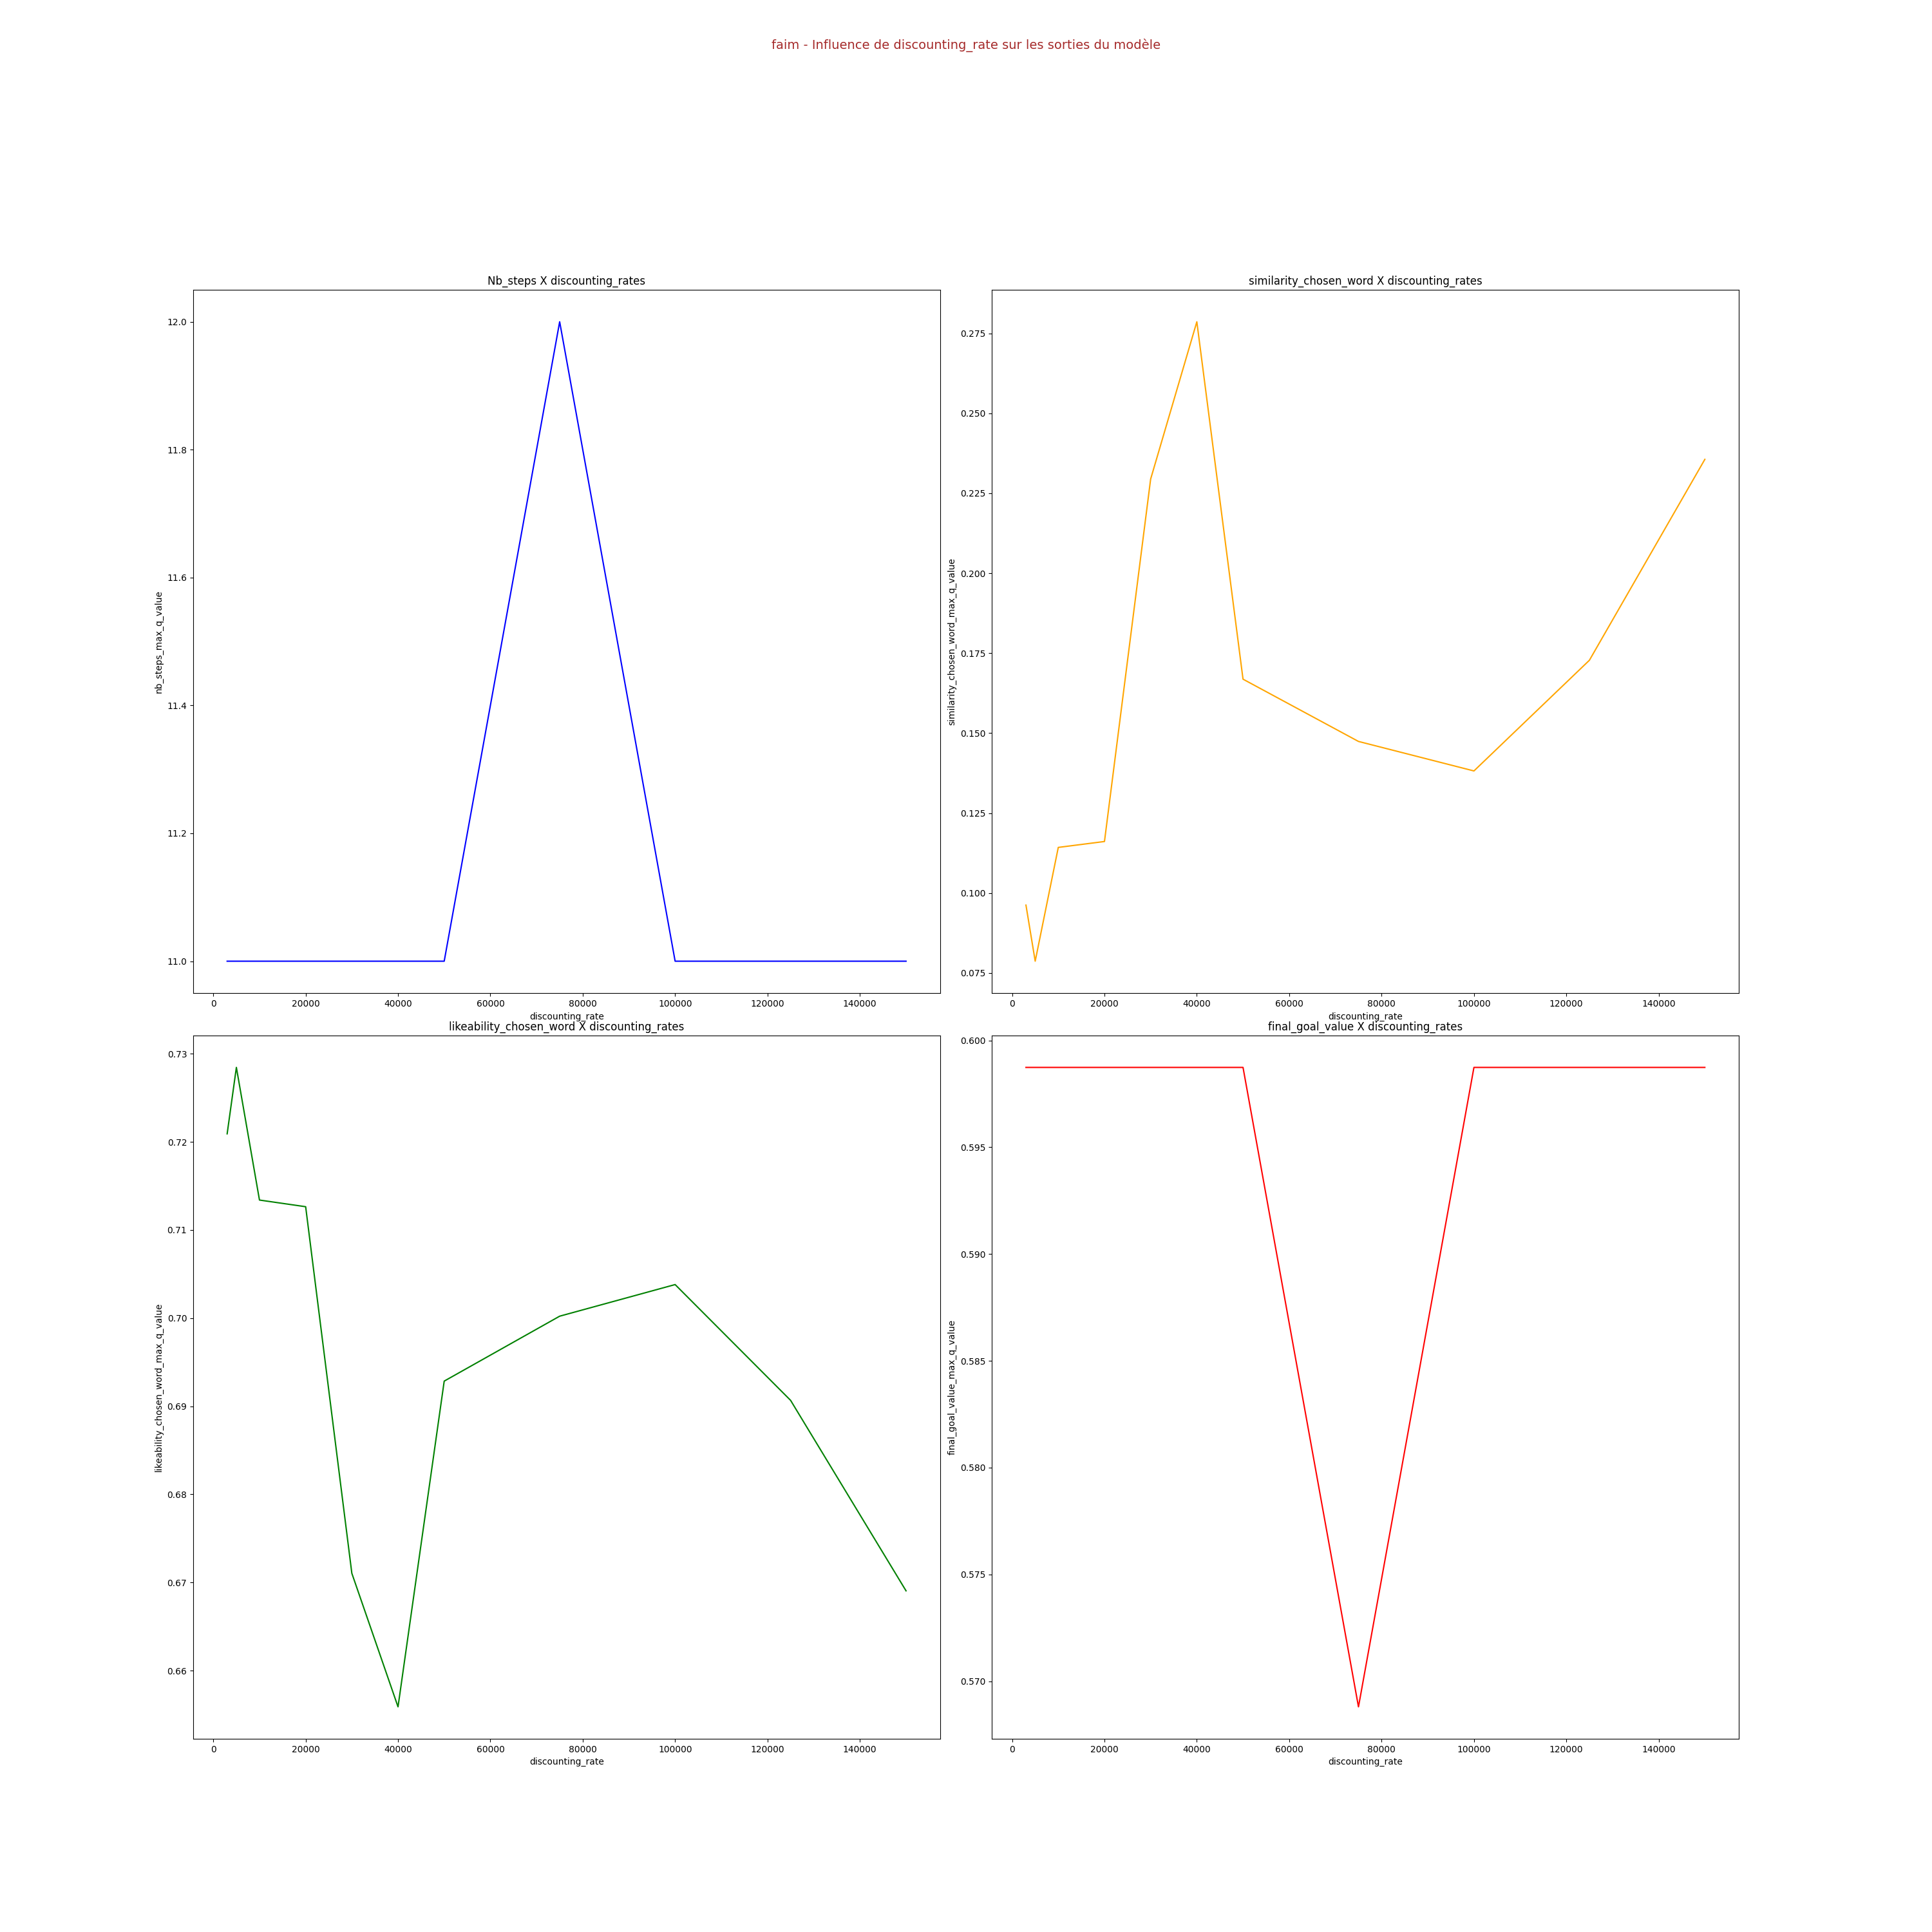 faim - Influence de discounting_rate sur les sorties du modèle
Nb_steps X discounting_rates
12.0
11.8
11.6
11.4
11.2
11.0
nb_steps_max_q_value
0 20000 40000 60000 80000 100000 120000 140000
discounting_rate
similarity_chosen_word X discounting_rates
0.275
0.250
0.225
0.200
0.175
0.150
0.125
0.100
0.075
similarity_chosen_word_max_q_value
0 20000 40000 60000 80000 100000 120000 140000
discounting_rate
likeability_chosen_word X discounting_rates
0.73
0.72
0.71
0.70
0.69
0.68
0.67
0.66
likeability_chosen_word_max_q_value
0 20000 40000 60000 80000 100000 120000 140000
discounting_rate
final_goal_value X discounting_rates
0.600
0.595
0.590
0.585
0.580
0.575
0.570
final_goal_value_max_q_value
0 20000 40000 60000 80000 100000 120000 140000
discounting_rate